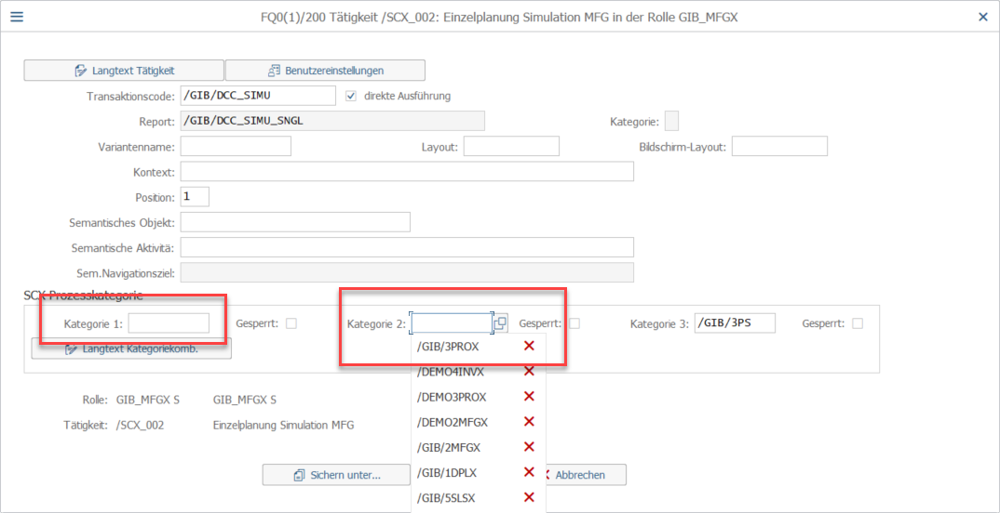 FQ0(1)/200 Tätigkeit /SCX_002: Einzelplanung Simulation MFG in der Rolle GIB_MFGX
Langtext Tätigkeit Benutzereinstellungen
Transaktionscode: /GIB/DCC_SIMU direkte Ausführung
Report: /GIB/DCC_SIMU_SNGL Kategorie:
Variantenname: Layout: Bildschirm-Layout:
Kontext:
Position: 1
Semantisches Objekt:
Semantische Aktivitä:
Sem.Navigationsziel:
SCX Prozesskategorie
Kategorie 1: Gesperrt: Kategorie 2: Gesperrt: Kategorie 3: /GIB/3PS Gesperrt:
Langtext Kategoriekomb.
/GIB/3PROX
/DEMO4INVX
/DEMO3PROX
/DEMO2MFGX
/GIB/2MFGX
/GIB/1DPLX
/GIB/5SLSX
Rolle: GIB_MFGX S GIB_MFGX S
Tätigkeit: /SCX_002 Einzelplanung Simulation MFG
Sichern unter... Abbrechen